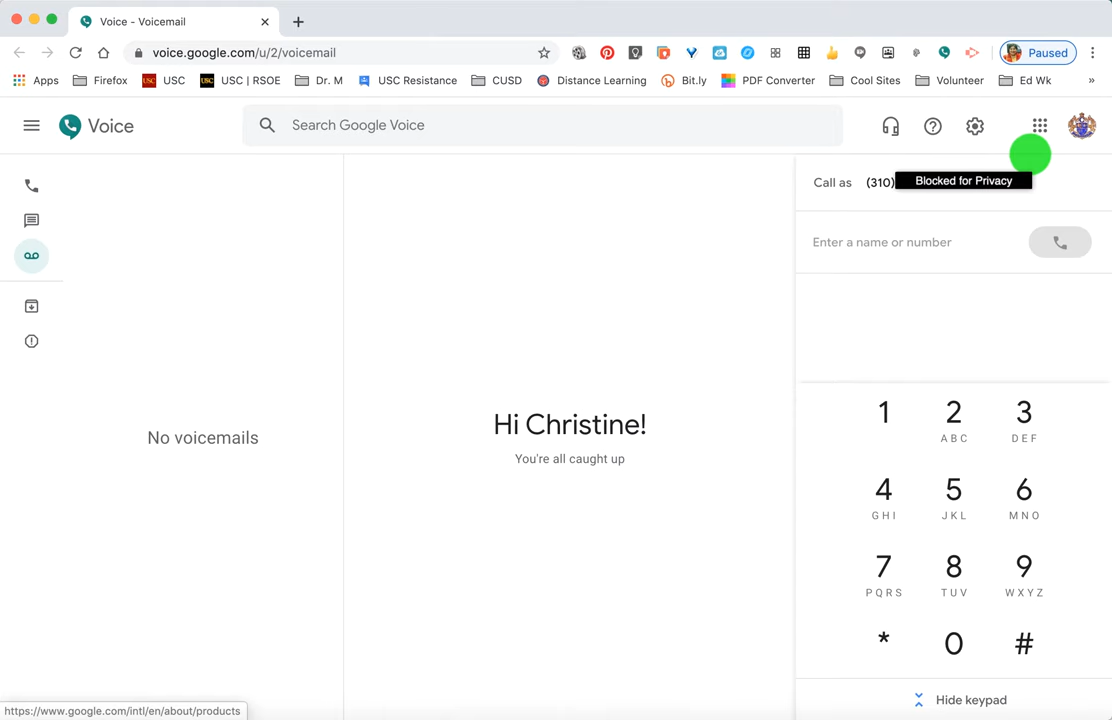 Voice - Voicemail
voice.google.com/u/2/voicemail
Paused
Apps Firefox USC USC | RSOE Dr. M USC Resistance CUSD Distance Learning Bit.ly PDF Converter Cool Sites Volunteer Ed Wk »
Voice
Search Google Voice
Call as (310) Blocked for Privacy
Enter a name or number
No voicemails
Hi Christine!
You're all caught up
1 2 3
ABC DEF
4 5 6
GHI JKL MNO
7 8 9
PQRS TUV WXYZ
* 0 #
Hide keypad
https://www.google.com/intl/en/about/products